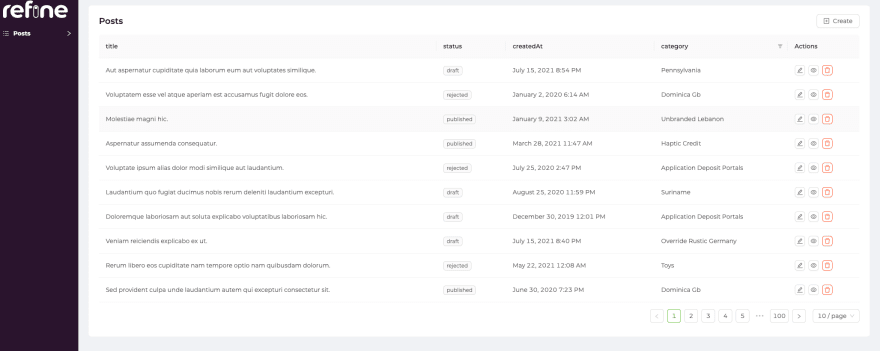 refine
Posts
Posts
Create
title status createdAt category Actions
Aut aspernatur cupiditate quia laborum eum aut voluptates similique. draft July 15, 2021 8:54 PM Pennsylvania
Voluptatem esse vel atque aperiam est accusamus fugit dolore eos. rejected January 2, 2020 6:14 AM Dominica Gb
Molestiae magni hic. published January 9, 2021 3:02 AM Unbranded Lebanon
Aspernatur assumenda consequatur. published March 28, 2021 11:47 AM Haptic Credit
Voluptate ipsum alias dolor modi similique aut laudantium. rejected July 25, 2020 2:47 PM Application Deposit Portals
Laudantium quo fugiat ducimus nobis rerum deleniti laudantium excepturi. draft August 25, 2020 11:59 PM Suriname
Doloremque laboriosam aut soluta explicabo voluptatibus laboriosam hic. draft December 30, 2019 12:01 PM Application Deposit Portals
Veniam reiciendis explicabo ex ut. draft July 15, 2021 8:40 PM Override Rustic Germany
Rerum libero eos cupiditate nam tempore optio nam quibusdam dolorum. rejected May 22, 2021 12:08 AM Toys
Sed provident culpa unde laudantium autem qui excepturi consectetur sit. published June 30, 2020 7:23 PM Dominica Gb
< 1 2 3 4 5 ••• 100 > 10 / page